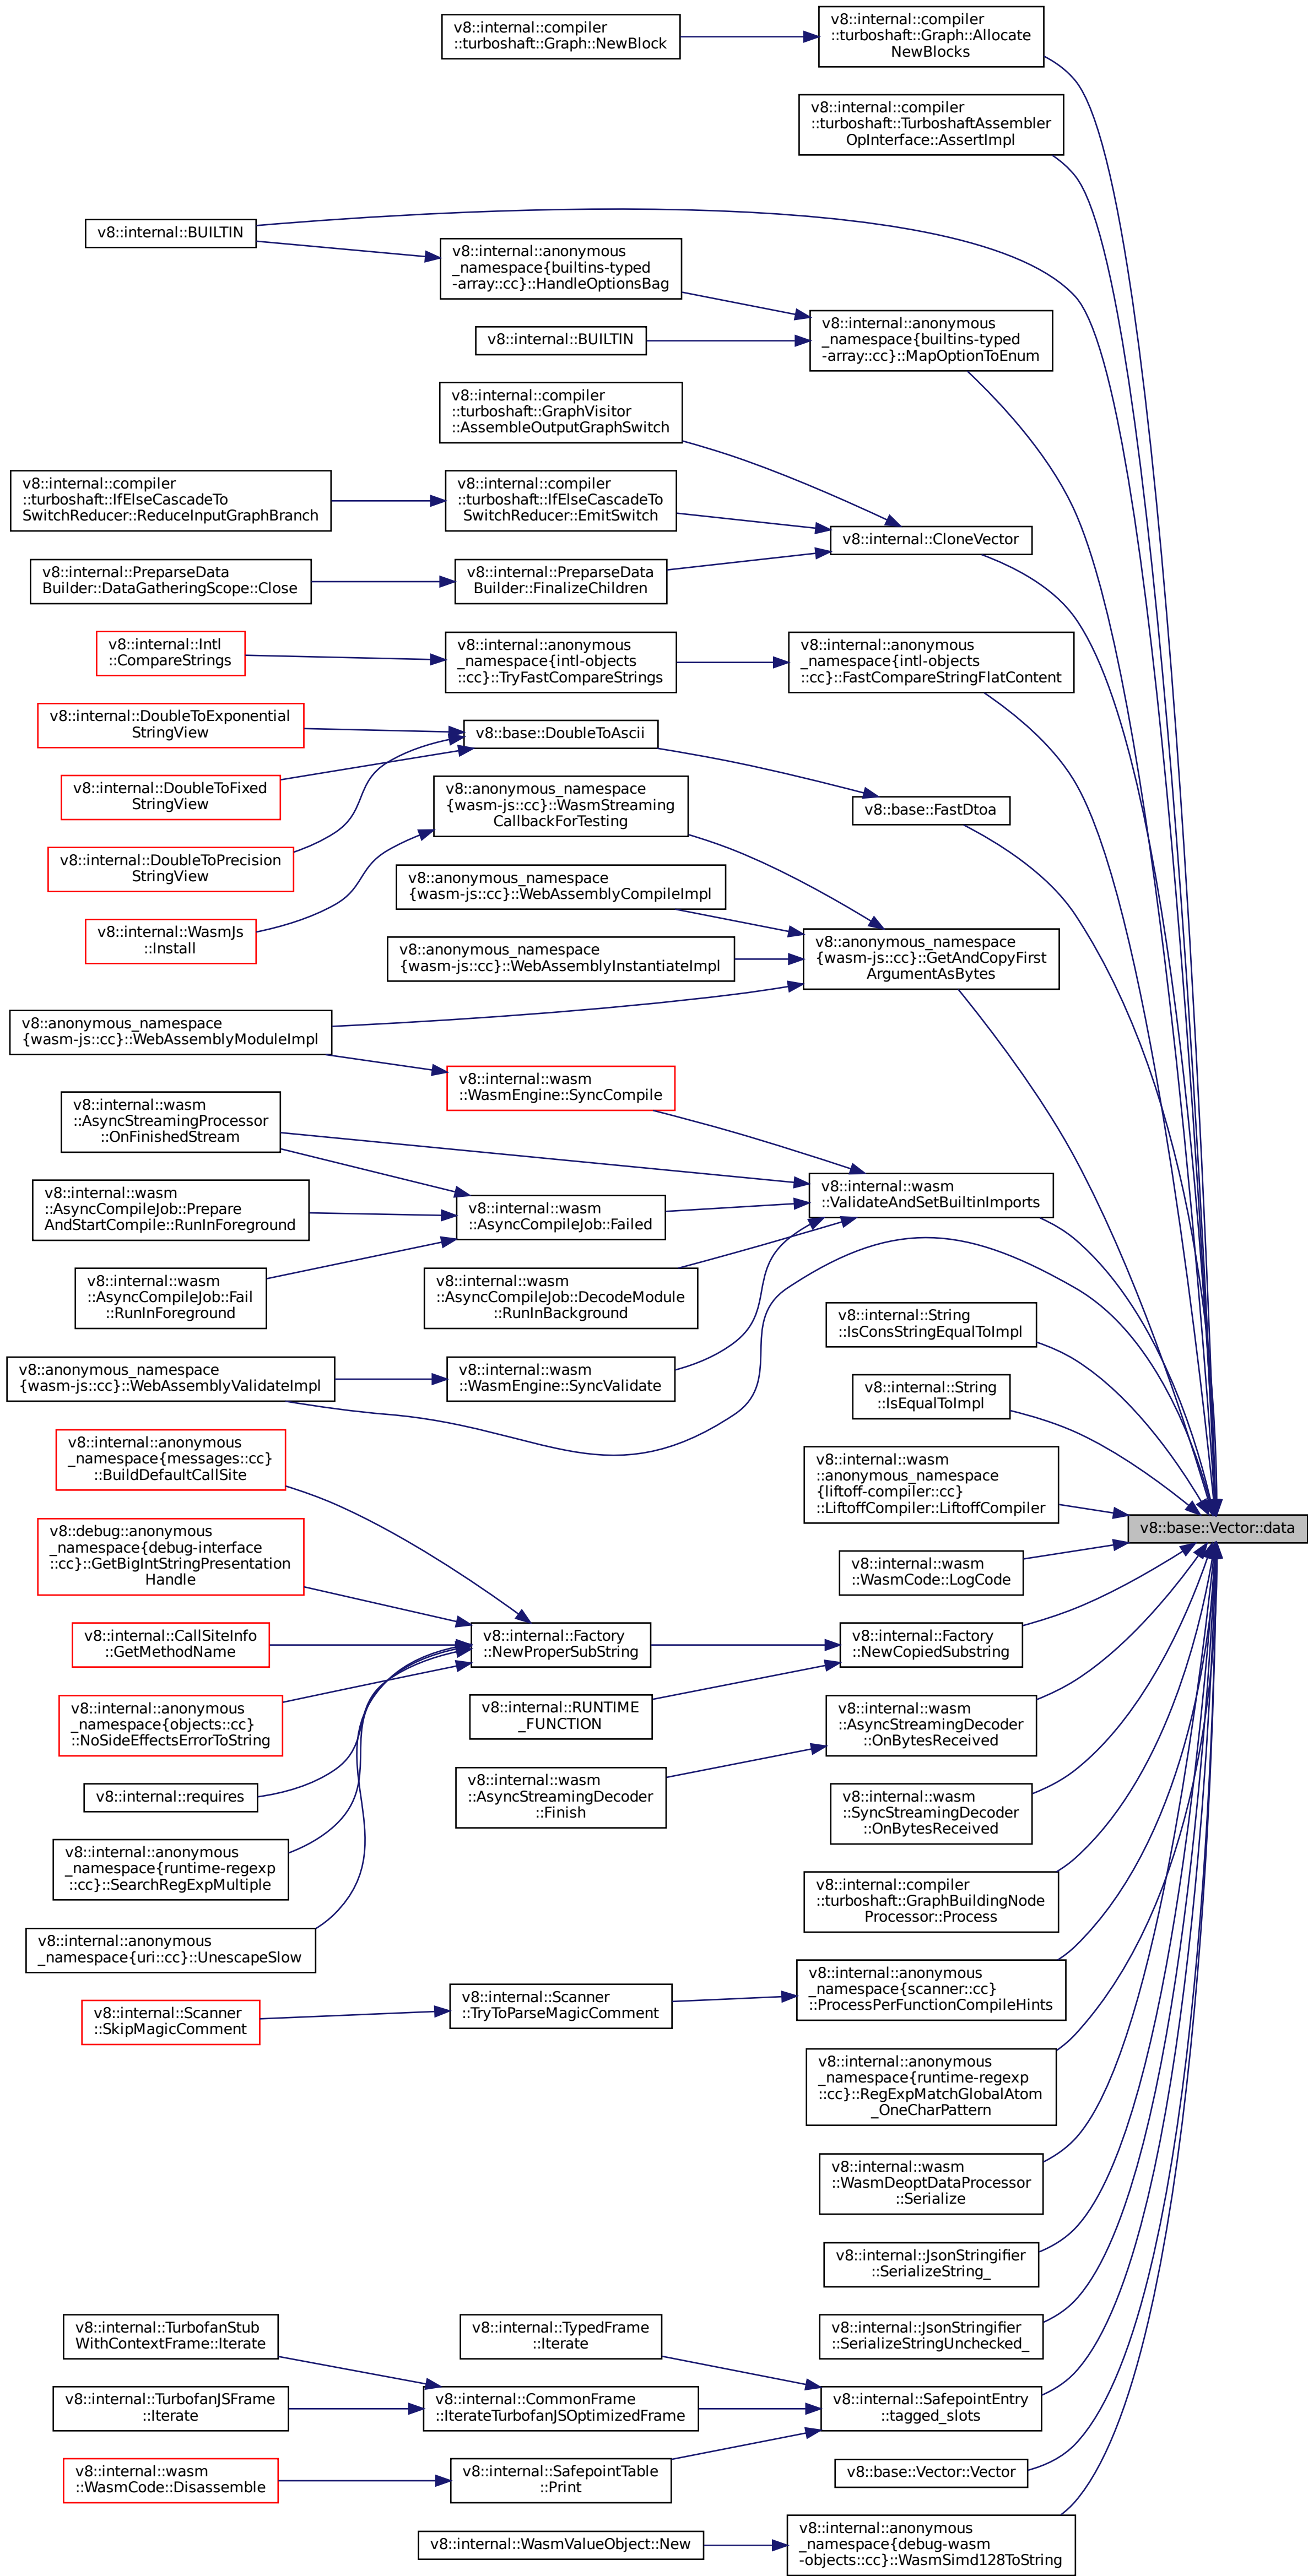 v8::internal::compiler
::turboshaft::Graph::NewBlock
v8::internal::compiler
::turboshaft::Graph::Allocate
NewBlocks
v8::internal::compiler
::turboshaft::TurboshaftAssembler
OpInterface::AssertImpl
v8::internal::BUILTIN
v8::internal::anonymous
_namespace{builtins-typed
-array::cc}::HandleOptionsBag
v8::internal::BUILTIN
v8::internal::anonymous
_namespace{builtins-typed
-array::cc}::MapOptionToEnum
v8::internal::compiler
::turboshaft::GraphVisitor
::AssembleOutputGraphSwitch
v8::internal::compiler
::turboshaft::IfElseCascadeTo
SwitchReducer::ReduceInputGraphBranch
v8::internal::compiler
::turboshaft::IfElseCascadeTo
SwitchReducer::EmitSwitch
v8::internal::CloneVector
v8::internal::PreparseData
Builder::DataGatheringScope::Close
v8::internal::PreparseData
Builder::FinalizeChildren
v8::internal::Intl
::CompareStrings
v8::internal::anonymous
_namespace{intl-objects
::cc}::TryFastCompareStrings
v8::internal::anonymous
_namespace{intl-objects
::cc}::FastCompareStringFlatContent
v8::internal::DoubleToExponential
StringView
v8::base::DoubleToAscii
v8::internal::DoubleToFixed
StringView
v8::anonymous_namespace
{wasm-js::cc}::WasmStreaming
CallbackForTesting
v8::base::FastDtoa
v8::internal::DoubleToPrecision
StringView
v8::anonymous_namespace
{wasm-js::cc}::WebAssemblyCompileImpl
v8::internal::WasmJs
::Install
v8::anonymous_namespace
{wasm-js::cc}::WebAssemblyInstantiateImpl
v8::anonymous_namespace
{wasm-js::cc}::GetAndCopyFirst
ArgumentAsBytes
v8::anonymous_namespace
{wasm-js::cc}::WebAssemblyModuleImpl
v8::internal::wasm
::WasmEngine::SyncCompile
v8::internal::wasm
::AsyncStreamingProcessor
::OnFinishedStream
v8::internal::wasm
::ValidateAndSetBuiltinImports
v8::internal::wasm
::AsyncCompileJob::Prepare
AndStartCompile::RunInForeground
v8::internal::wasm
::AsyncCompileJob::Failed
v8::internal::wasm
::AsyncCompileJob::Fail
::RunInForeground
v8::internal::wasm
::AsyncCompileJob::DecodeModule
::RunInBackground
v8::internal::String
::IsConsStringEqualToImpl
v8::anonymous_namespace
{wasm-js::cc}::WebAssemblyValidateImpl
v8::internal::wasm
::WasmEngine::SyncValidate
v8::internal::String
::IsEqualToImpl
v8::internal::anonymous
_namespace{messages::cc}
::BuildDefaultCallSite
v8::internal::wasm
::anonymous_namespace
{liftoff-compiler::cc}
::LiftoffCompiler::LiftoffCompiler
v8::base::Vector::data
v8::debug::anonymous
_namespace{debug-interface
::cc}::GetBigIntStringPresentation
Handle
v8::internal::wasm
::WasmCode::LogCode
v8::internal::CallSiteInfo
::GetMethodName
v8::internal::Factory
::NewProperSubString
v8::internal::Factory
::NewCopiedSubstring
v8::internal::anonymous
_namespace{objects::cc}
::NoSideEffectsErrorToString
v8::internal::RUNTIME
_FUNCTION
v8::internal::wasm
::AsyncStreamingDecoder
::OnBytesReceived
v8::internal::requires
v8::internal::wasm
::AsyncStreamingDecoder
::Finish
v8::internal::wasm
::SyncStreamingDecoder
::OnBytesReceived
v8::internal::anonymous
_namespace{runtime-regexp
::cc}::SearchRegExpMultiple
v8::internal::compiler
::turboshaft::GraphBuildingNode
Processor::Process
v8::internal::anonymous
_namespace{uri::cc}::UnescapeSlow
v8::internal::Scanner
::SkipMagicComment
v8::internal::Scanner
::TryToParseMagicComment
v8::internal::anonymous
_namespace{scanner::cc}
::ProcessPerFunctionCompileHints
v8::internal::anonymous
_namespace{runtime-regexp
::cc}::RegExpMatchGlobalAtom
_OneCharPattern
v8::internal::wasm
::WasmDeoptDataProcessor
::Serialize
v8::internal::JsonStringifier
::SerializeString_
v8::internal::TurbofanStub
WithContextFrame::Iterate
v8::internal::TypedFrame
::Iterate
v8::internal::JsonStringifier
::SerializeStringUnchecked_
v8::internal::TurbofanJSFrame
::Iterate
v8::internal::CommonFrame
::IterateTurbofanJSOptimizedFrame
v8::internal::SafepointEntry
::tagged_slots
v8::internal::wasm
::WasmCode::Disassemble
v8::internal::SafepointTable
::Print
v8::base::Vector::Vector
v8::internal::WasmValueObject::New
v8::internal::anonymous
_namespace{debug-wasm
-objects::cc}::WasmSimd128ToString